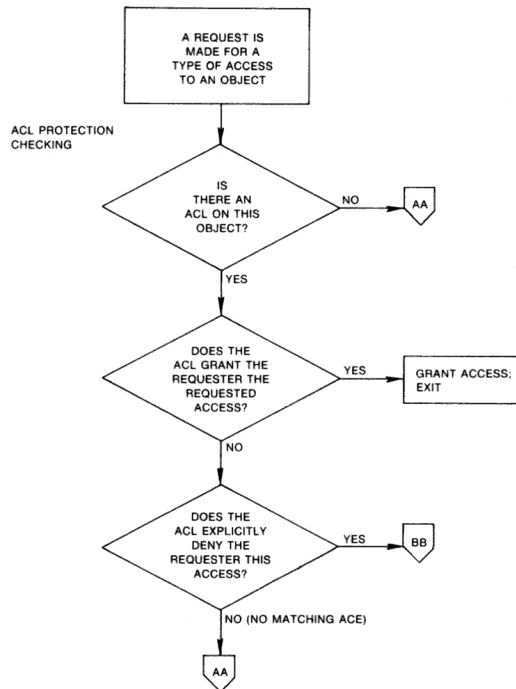 A REQUEST IS
MADE FOR A
TYPE OF ACCESS
TO AN OBJECT
ACL PROTECTION
CHECKING
IS
THERE AN
ACL ON THIS
OBJECT?
NO
AA
YES
DOES THE
ACL GRANT THE
REQUESTER THE
REQUESTED
ACCESS?
YES
GRANT ACCESS;
EXIT
NO
DOES THE
ACL EXPLICITLY
DENY THE
REQUESTER THIS
ACCESS?
YES
BB
NO (NO MATCHING ACE)
AA